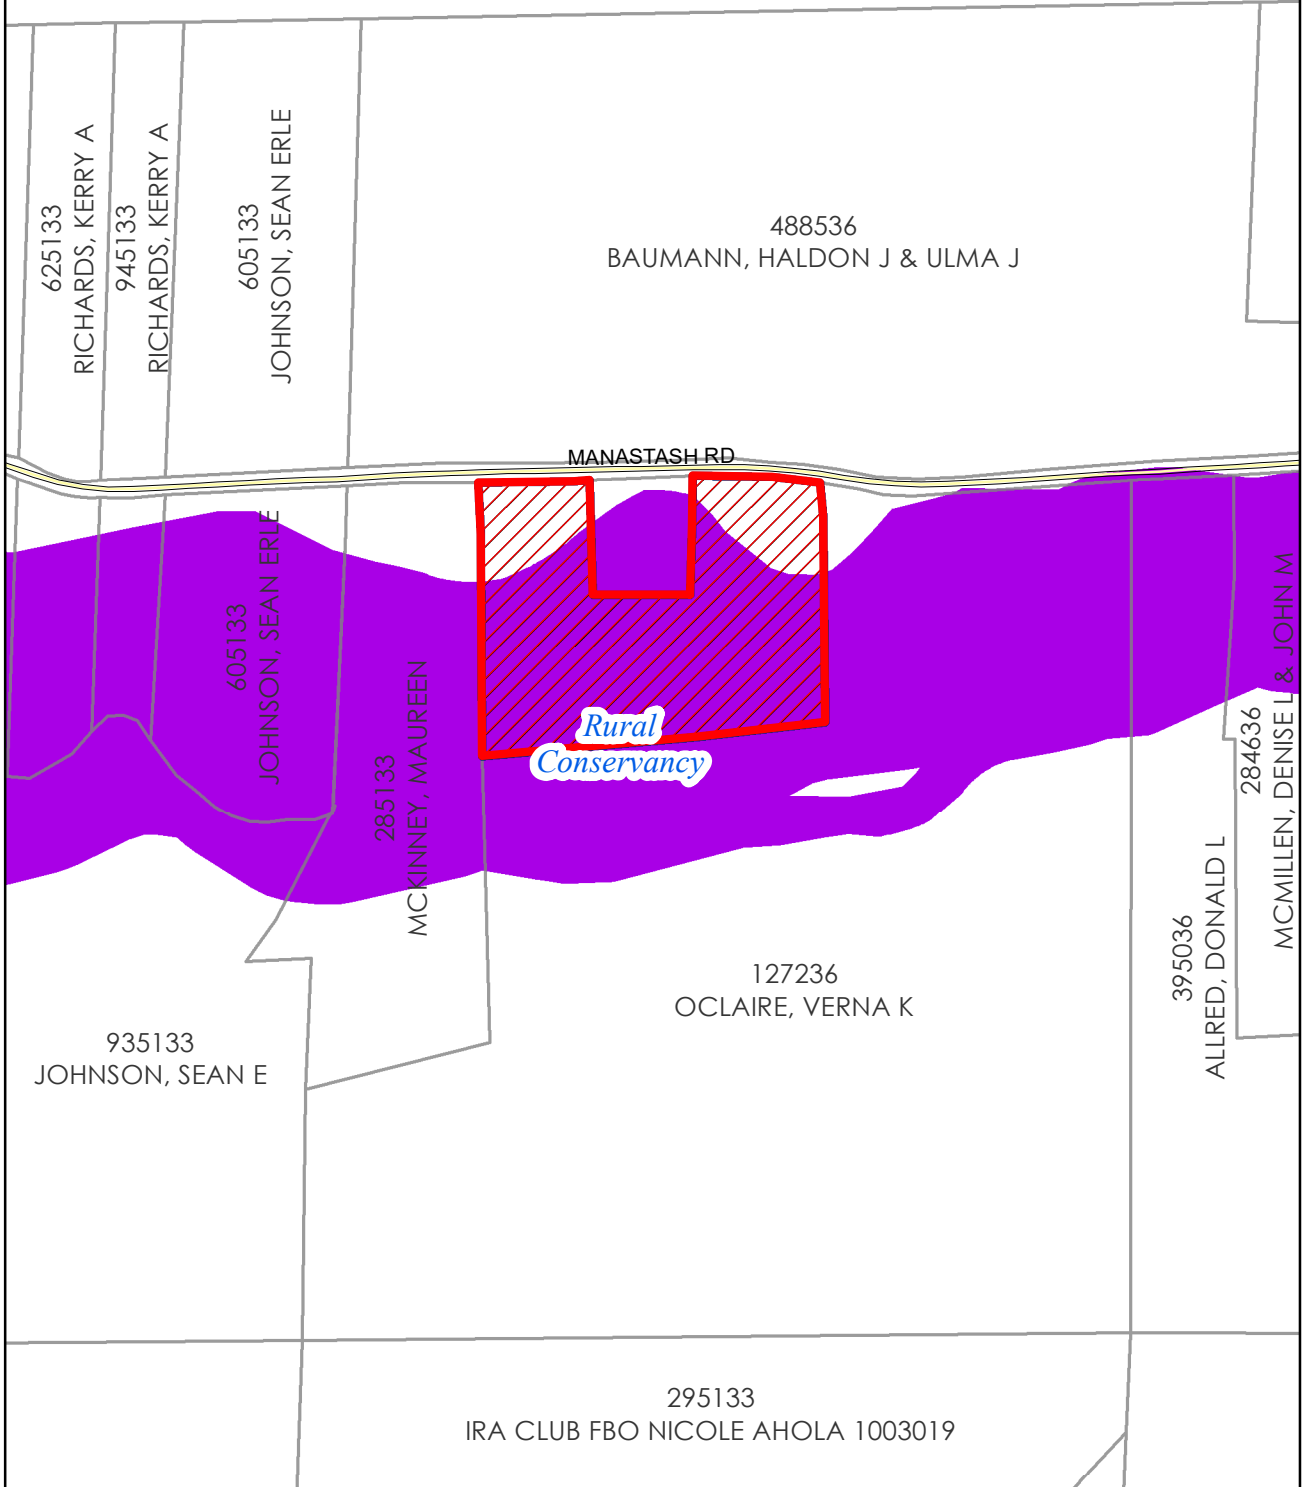 625133
RICHARDS, KERRY A
945133
RICHARDS, KERRY A
605133
JOHNSON, SEAN ERLE
488536
BAUMANN, HALDON J & ULMA J
MANASTASH RD
605133
JOHNSON, SEAN ERLE
285133
MCKINNEY, MAUREEN
Rural
Conservancy
284636
MCMILLEN, DENISE L & JOHN M
395036
ALLRED, DONALD L
127236
OCLAIRE, VERNA K
935133
JOHNSON, SEAN E
295133
IRA CLUB FBO NICOLE AHOLA 1003019